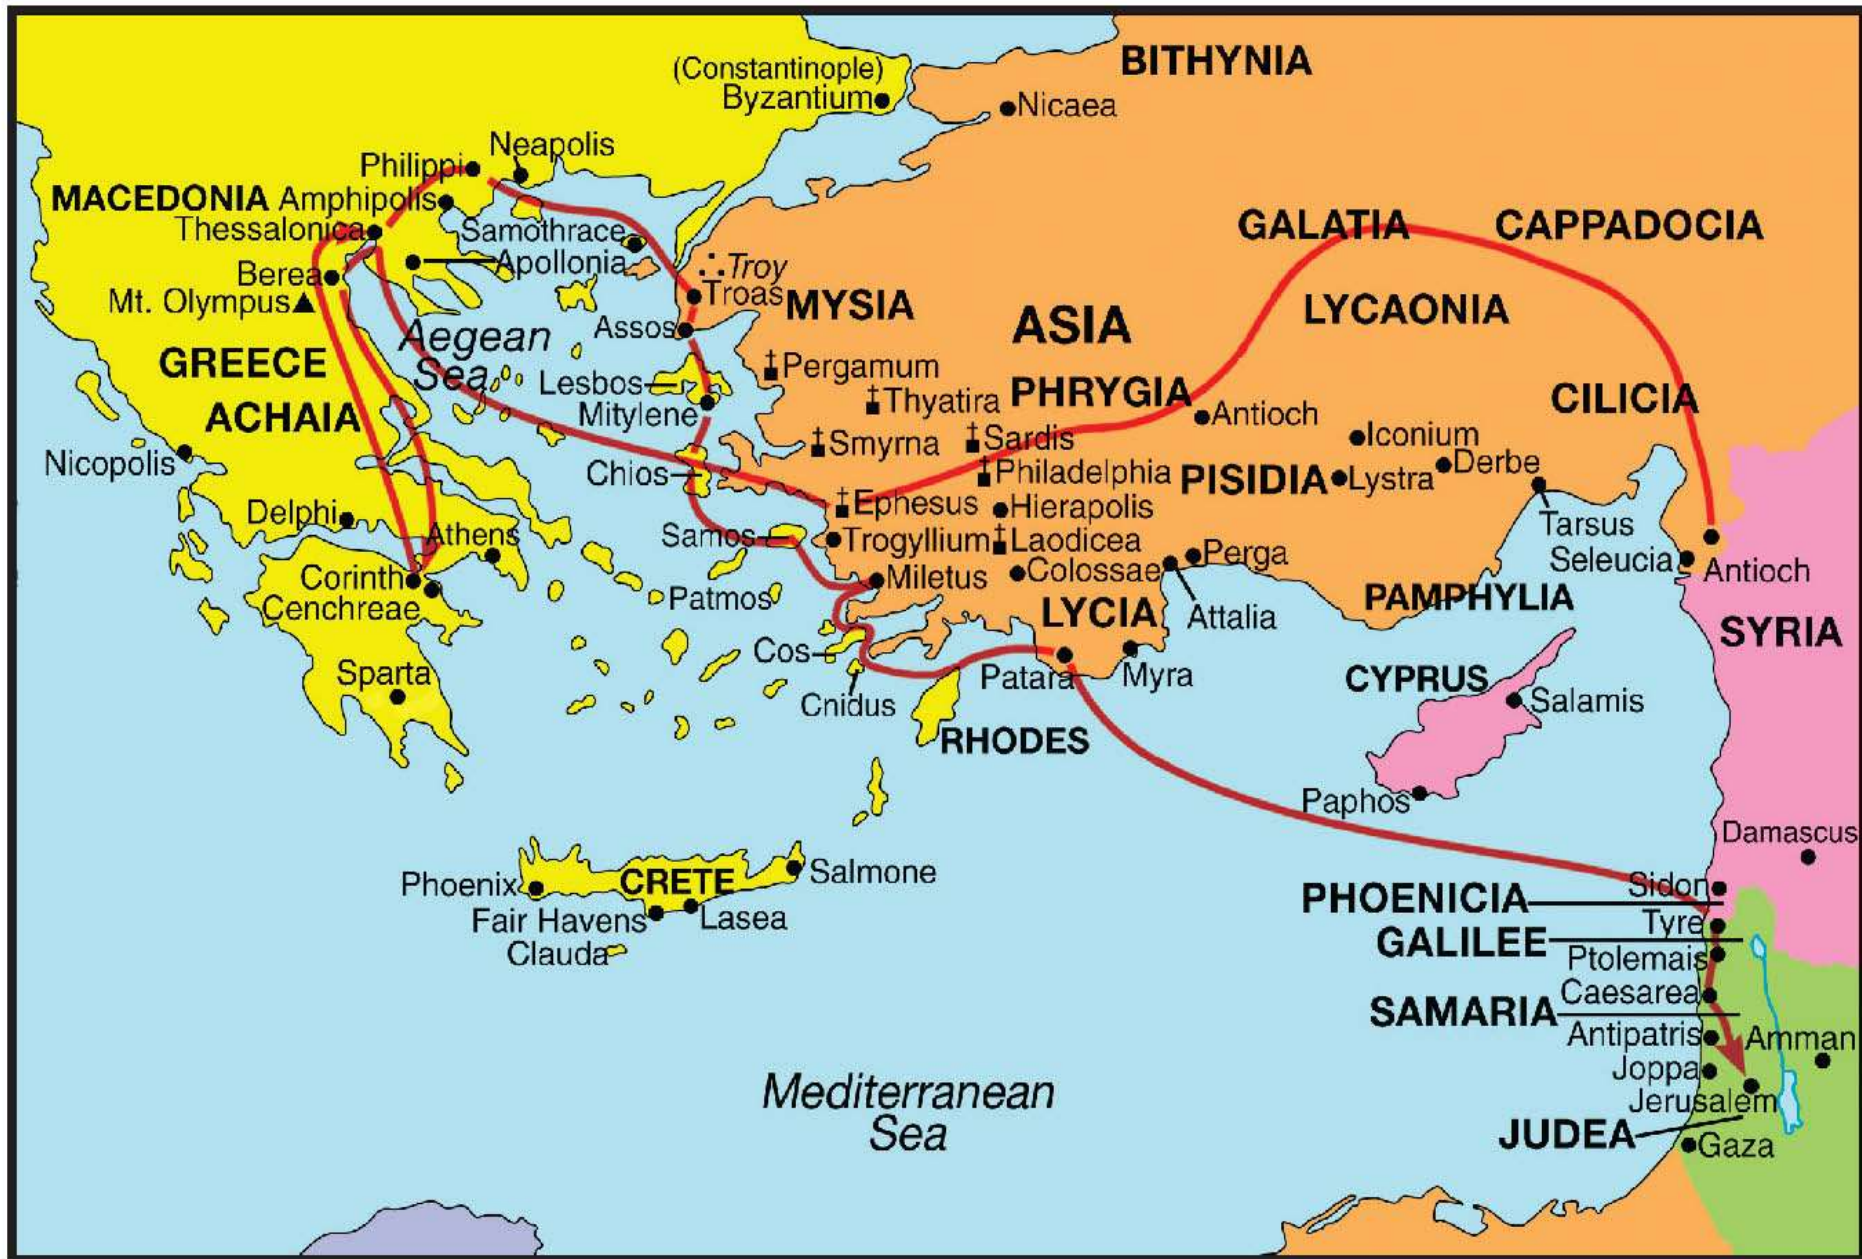 (Constantinople)
Byzantium
BITHYNIA
Nicaea
Neapolis
Philippi
MACEDONIA Amphipolis
Thessalonica
Samothrace
Apollonia
Berea
Mt. Olympus
GALATIA
CAPPADOCIA
Troy
Troas
MYSIA
Assos
ASIA
LYCAONIA
Aegean
Sea
GREECE
ACHAIA
Lesbos
Mitylene
Pergamum
Thyatira
PHRYGIA
Antioch
CILICIA
Smyrna
Sardis
Iconium
Nicopolis
Chios
Philadelphia
PISIDIA
Lystra
Derbe
Delphi
Ephesus
Hierapolis
Athens
Samos
Trogyllium
Laodicea
Perga
Tarsus
Seleucia
Antioch
Corinth
Cenchreae
Patmos
Miletus
Colossae
LYCIA
Attalia
PAMPHYLIA
SYRIA
Sparta
Cos
Cnidus
Patara
Myra
CYPRUS
Salamis
RHODES
Paphos
Damascus
Phoenix
CRETE
Salmone
Fair Havens
Lasea
Clauda
Sidon
PHOENICIA
Tyre
GALILEE
Ptolemais
Caesarea
SAMARIA
Antipatris
Amman
Joppa
Jerusalem
JUDEA
Gaza
Mediterranean
Sea